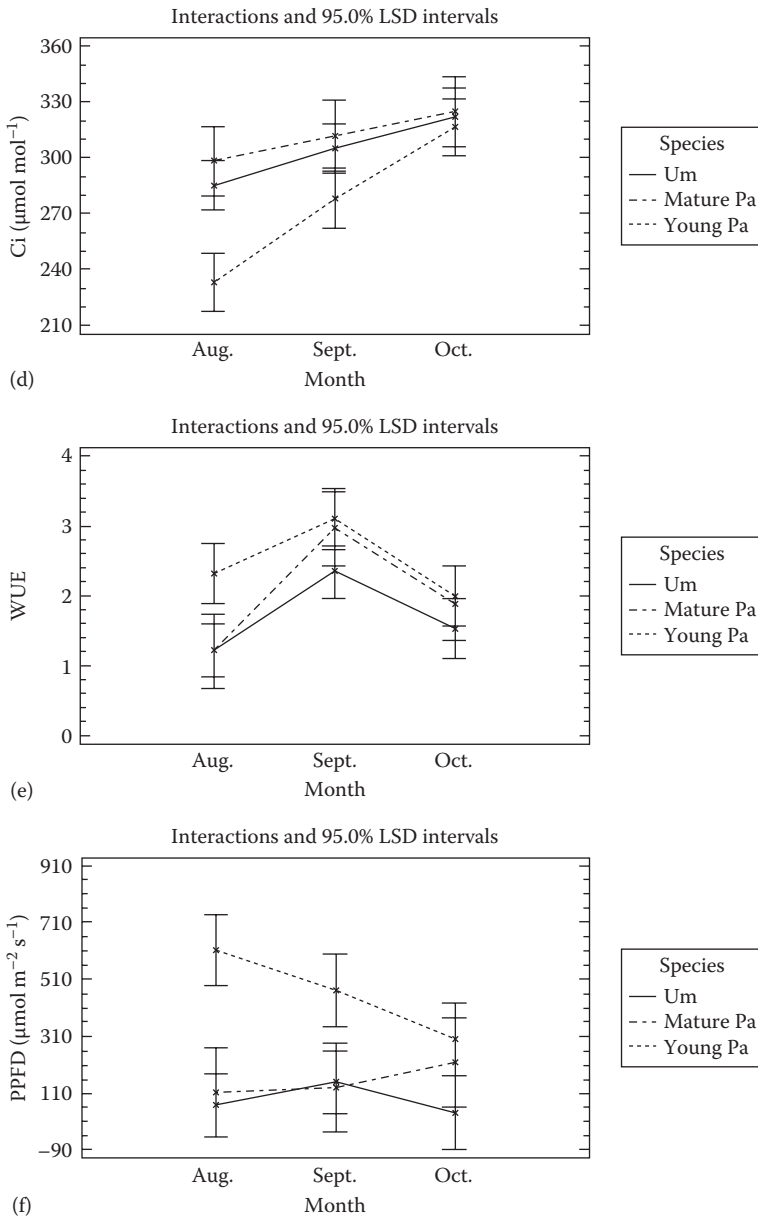 Interactions and 95.0% LSD intervals
360
330
300
270
240
210
Ci (µmol mol⁻¹)
Aug.
Sept.
Oct.
Month
Species
Um
Mature Pa
Young Pa
(d)
Interactions and 95.0% LSD intervals
4
3
2
1
0
WUE
Aug.
Sept.
Oct.
Month
Species
Um
Mature Pa
Young Pa
(e)
Interactions and 95.0% LSD intervals
910
710
510
310
110
−90
PPFD (µmol m⁻² s⁻¹)
Aug.
Sept.
Oct.
Month
Species
Um
Mature Pa
Young Pa
(f)